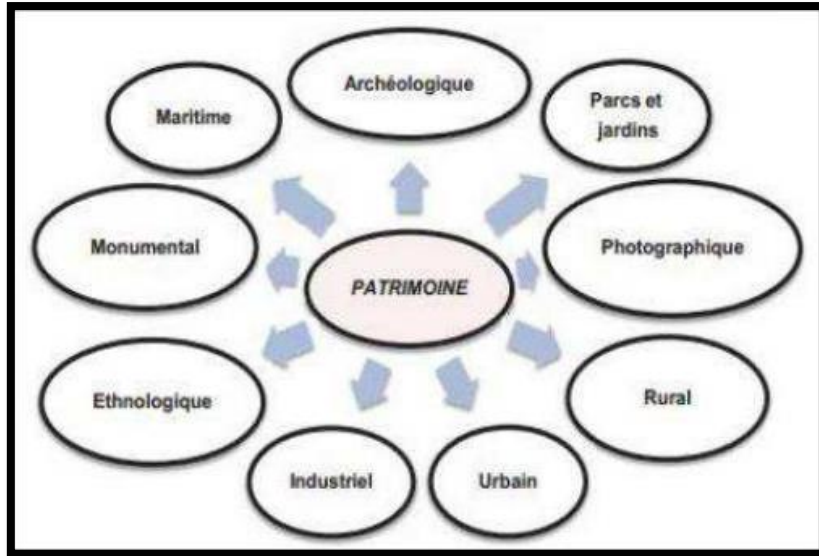 Archéologique
Maritime
Parcs et
jardins
Monumental
Photographique
PATRIMOINE
Ethnologique
Rural
Industriel
Urbain